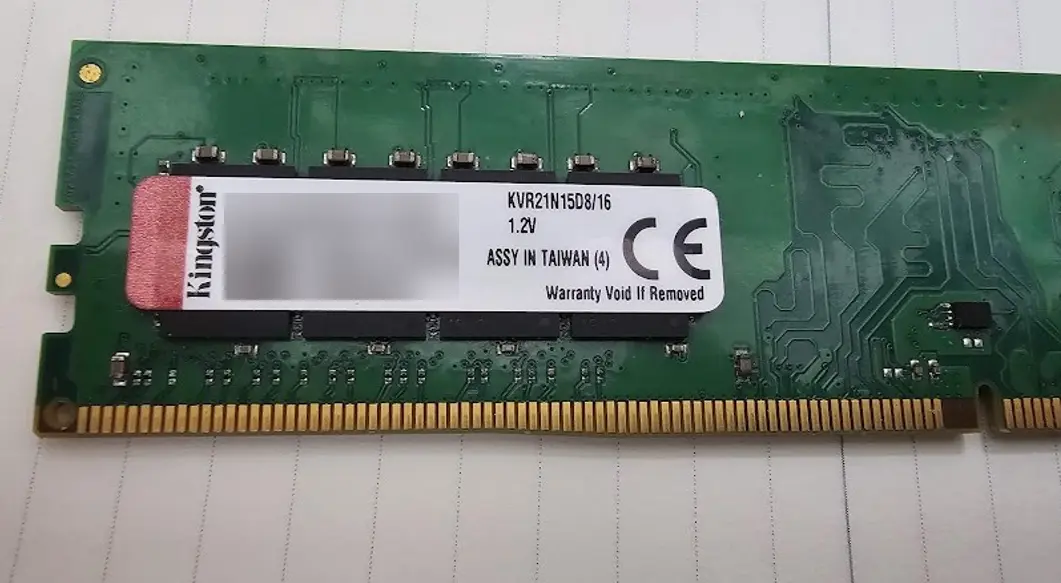 Kingston
KVR21N15D8/16
1.2V
ASSY IN TAIWAN (4)
CE
Warranty Void If Removed